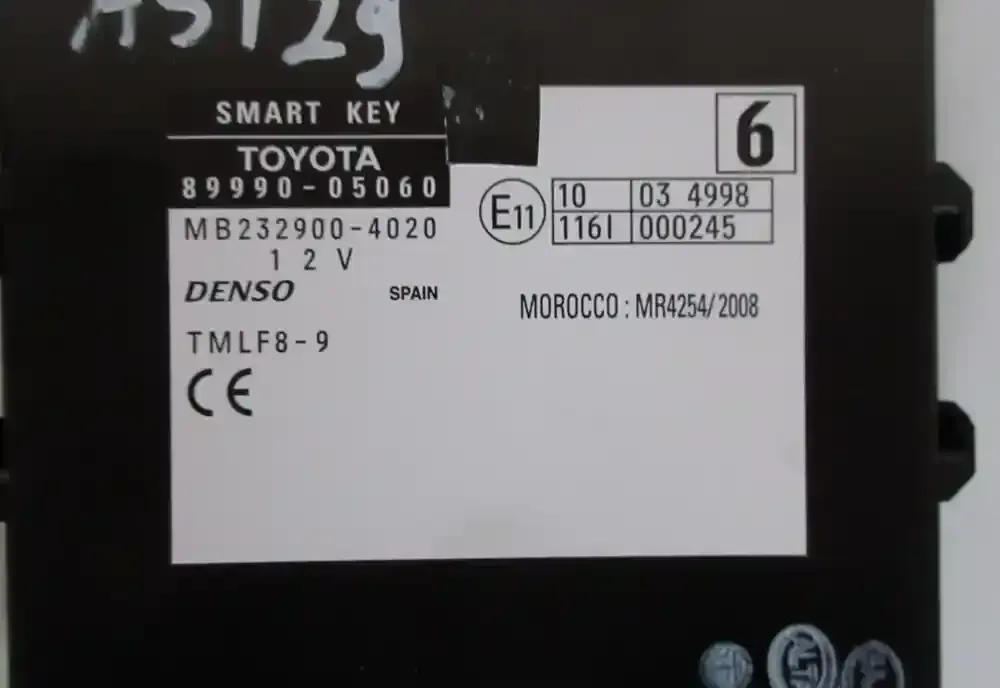 AST29
SMART KEY
6
TOYOTA
89990-05060
E11
10 03 4998
116I 000245
MB232900-4020
12V
DENSO SPAIN
MOROCCO : MR4254/2008
TMLF8-9
CE